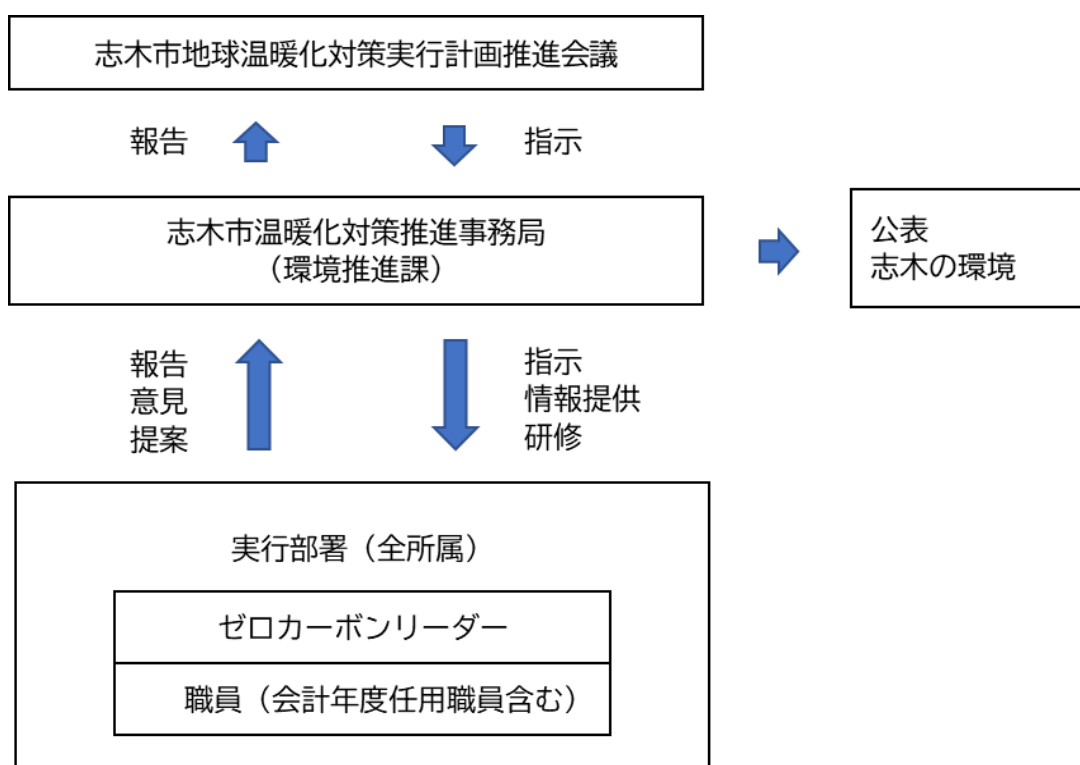 志木市地球温暖化対策実行計画推進会議
報告
指示
志木市温暖化対策推進事務局
（環境推進課）
公表
志木の環境
報告
意見
提案
指示
情報提供
研修
実行部署（全所属）
ゼロカーボンリーダー
職員（会計年度任用職員含む）